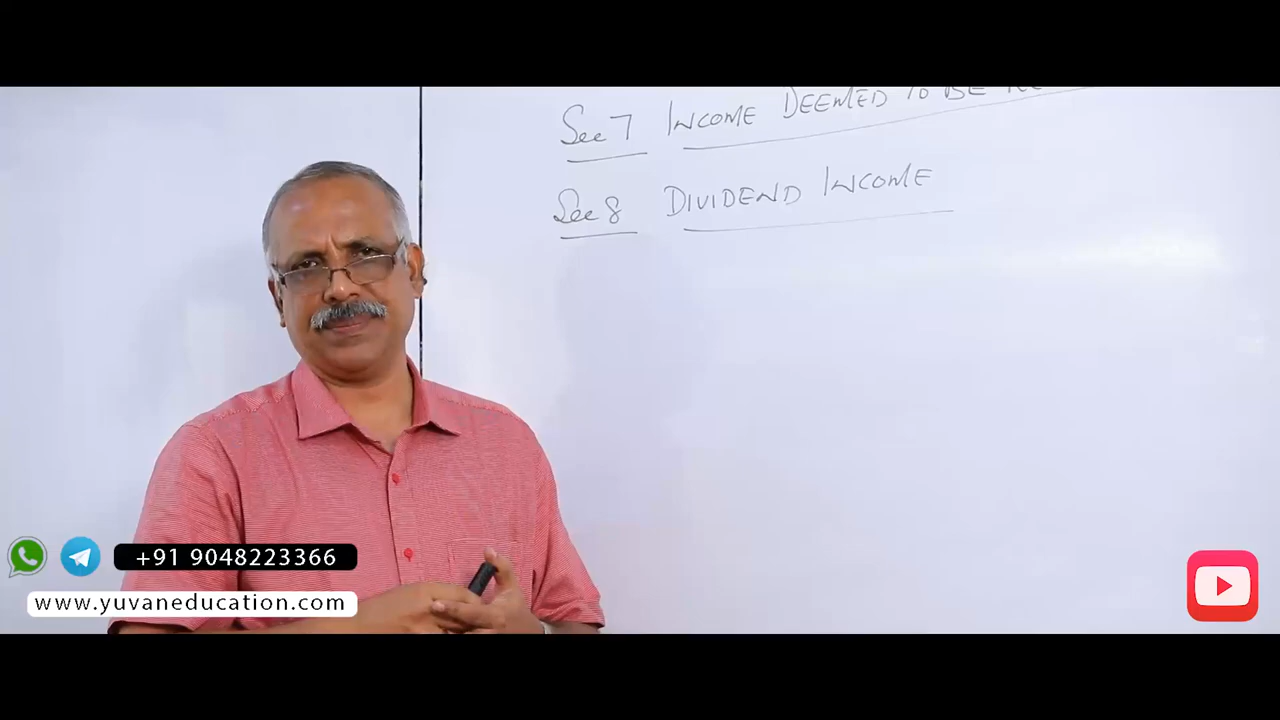 Sec 7 INCOME DEEMED TO BE
Sec 8 DIVIDEND INCOME
+91 9048223366
www.yuvaneducation.com